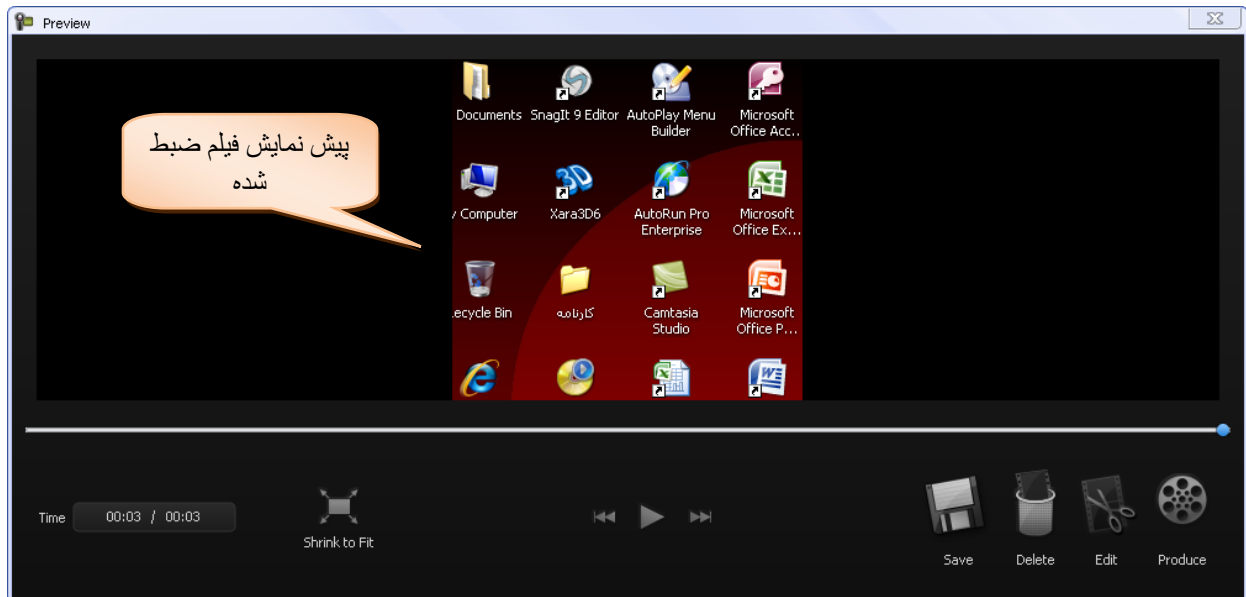 Preview
پیش نمایش فیلم ضبط
شده
Documents SnagIt 9 Editor AutoPlay Menu Builder Microsoft Office Acc...
y Computer Xara3D6 AutoRun Pro Enterprise Microsoft Office Ex...
ecycle Bin کارنامه Camtasia Studio Microsoft Office P...
Time 00:03 / 00:03
Shrink to Fit
Save Delete Edit Produce